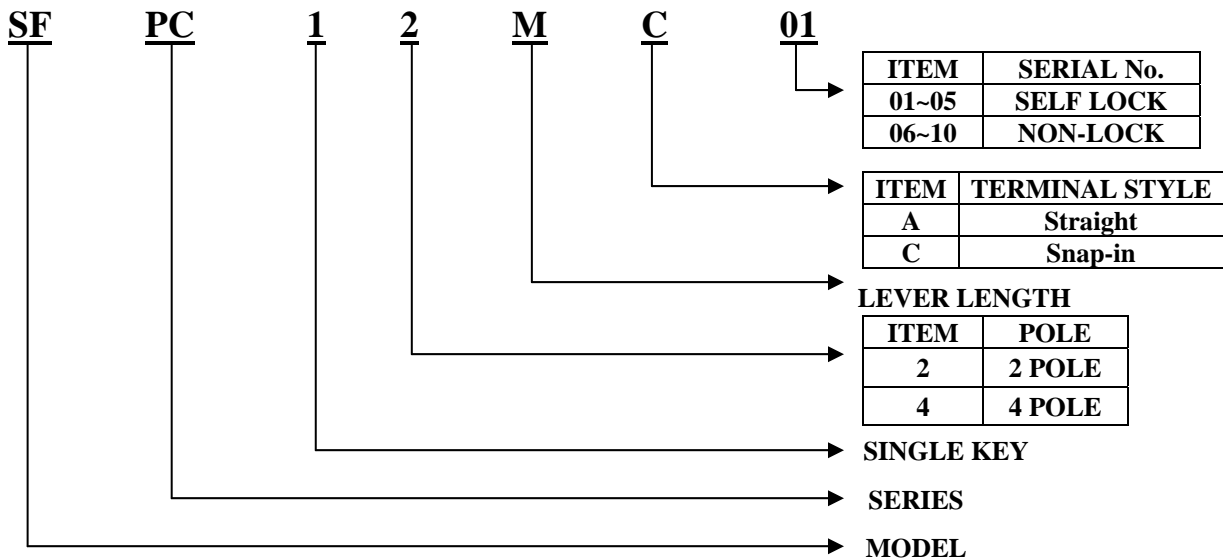 SF PC 1 2 M C 01
ITEM SERIAL No.
01~05 SELF LOCK
06~10 NON-LOCK
ITEM TERMINAL STYLE
A Straight
C Snap-in
LEVER LENGTH
ITEM POLE
2 2 POLE
4 4 POLE
SINGLE KEY
SERIES
MODEL